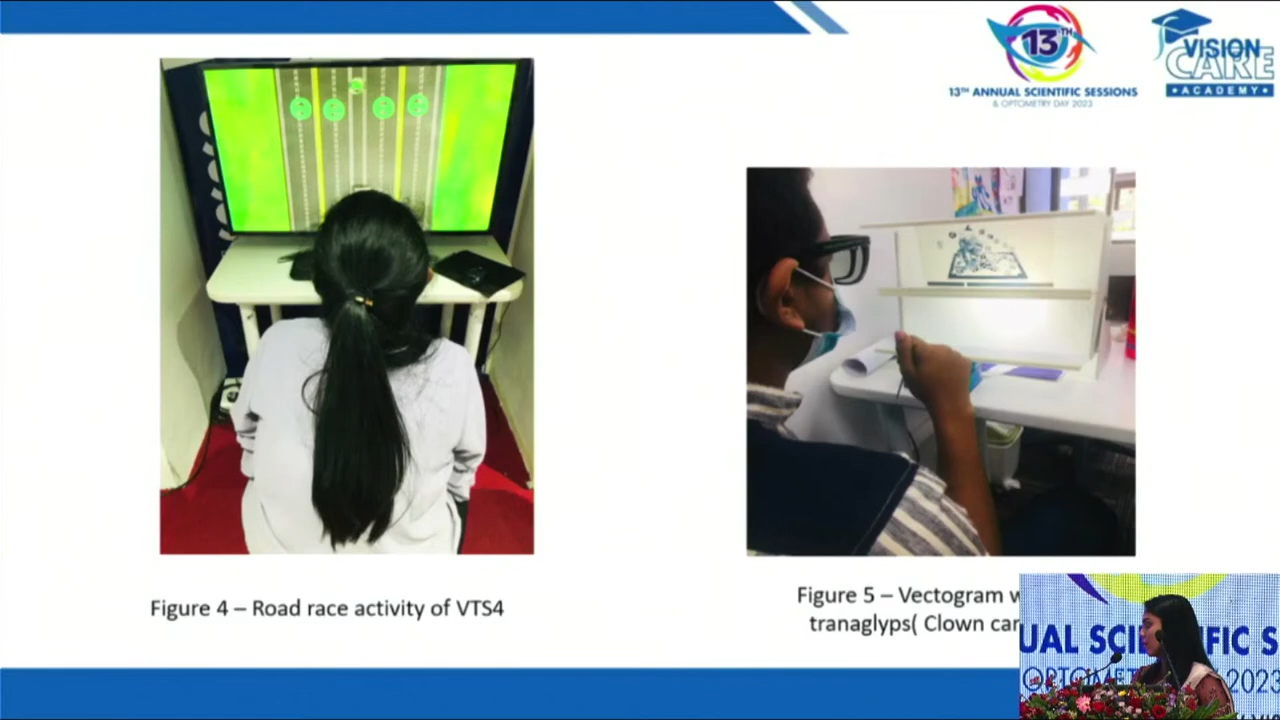 13TH
13TH ANNUAL SCIENTIFIC SESSIONS
& OPTOMETRY DAY 2023
VISION
CARE
ACADEMY
Figure 4 – Road race activity of VTS4
Figure 5 – Vectogram
tranaglyps( Clown
UAL SCIENTIFIC S
OPTOMET
2023